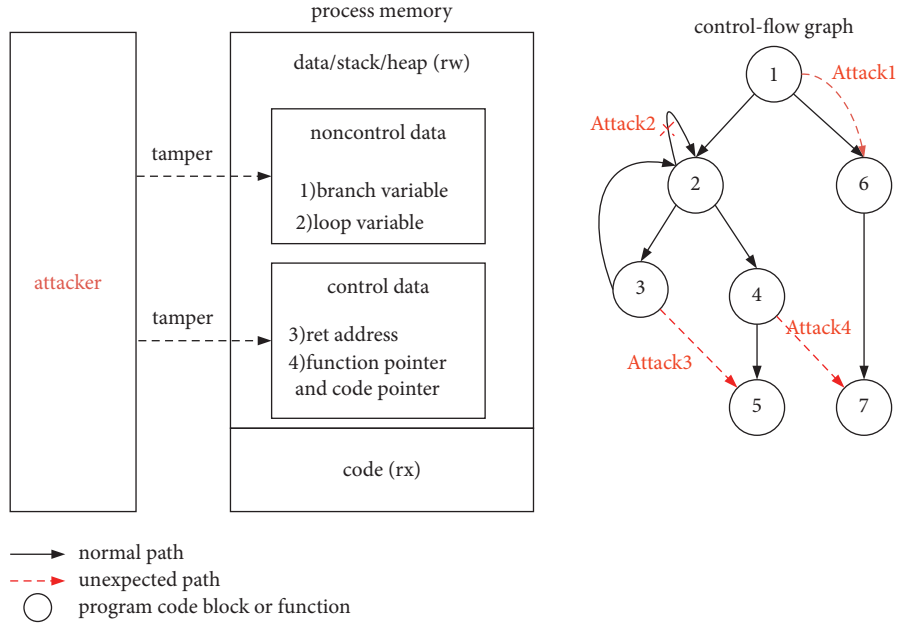 process memory
data/stack/heap (rw)
noncontrol data
1)branch variable
2)loop variable
tamper
attacker
control data
3)ret address
4)function pointer
and code pointer
tamper
code (rx)
control-flow graph
1
Attack1
Attack2
2
6
3
4
Attack3
Attack4
5
7
normal path
unexpected path
program code block or function